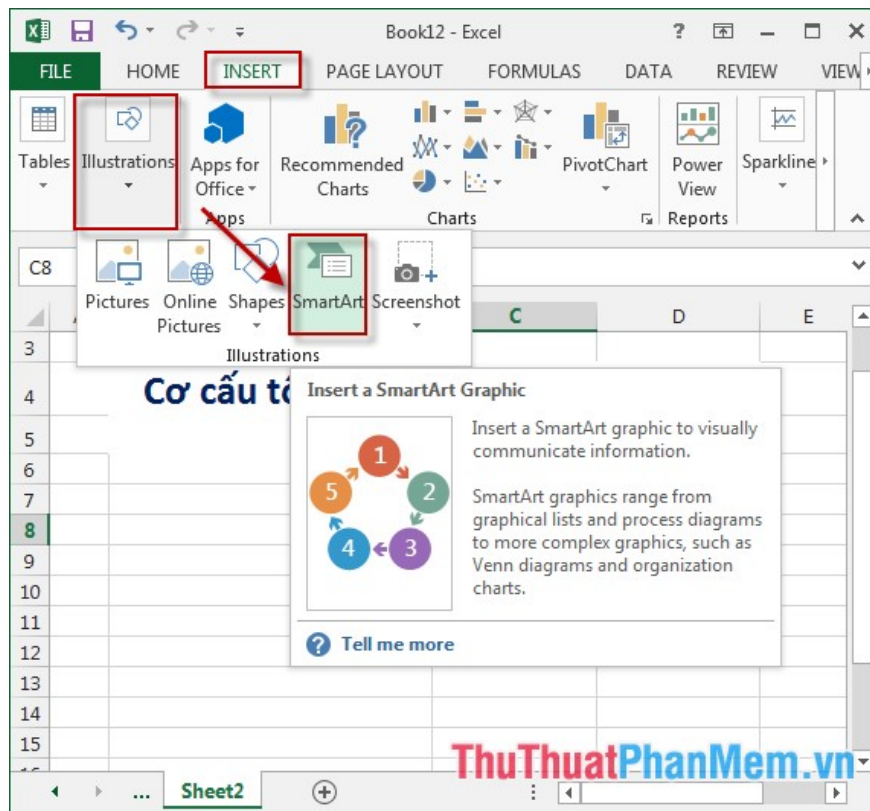 Book12 - Excel
FILE HOME INSERT PAGE LAYOUT FORMULAS DATA REVIEW VIEW
Tables Illustrations Apps for Office Recommended Charts PivotChart Power View Sparkline
Apps Charts Reports
C8
Pictures Online Pictures Shapes SmartArt Screenshot
Illustrations
C D E
3
4 Cơ cấu
Insert a SmartArt Graphic
Insert a SmartArt graphic to visually
communicate information.
SmartArt graphics range from
graphical lists and process diagrams
to more complex graphics, such as
Venn diagrams and organization
charts.
1
5 2
4 3
Tell me more
5
6
7
8
9
10
11
12
13
14
15
ThuThuatPhanMem.vn
... Sheet2